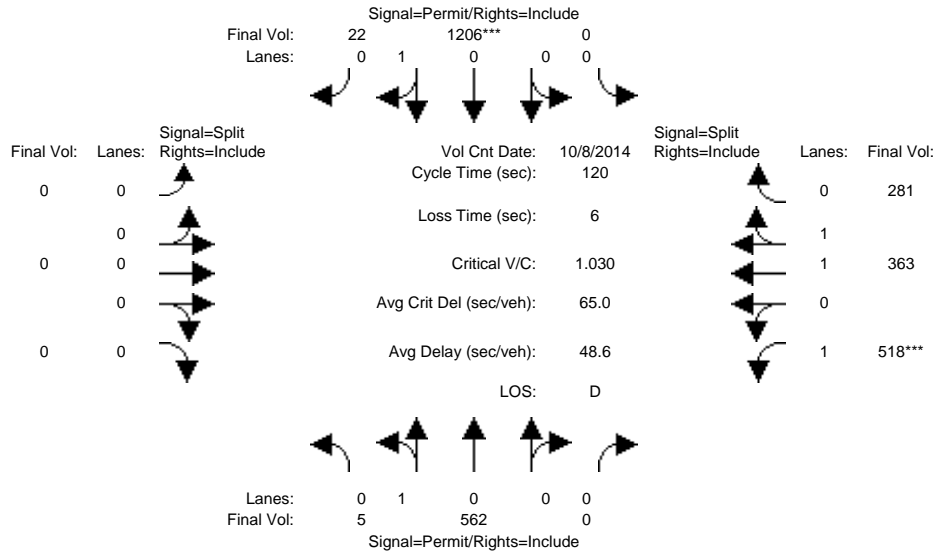 Signal=Permit/Rights=Include
Final Vol: 22 1206*** 0
Lanes: 0 1 0 0 0
Signal=Split Signal=Split
Final Vol: Lanes: Rights=Include Vol Cnt Date: 10/8/2014 Rights=Include Lanes: Final Vol:
Cycle Time (sec): 120
0 0 0 281
Loss Time (sec): 6
0 1
0 0 Critical V/C: 1.030 1 363
0 Avg Crit Del (sec/veh): 65.0 0
0 0 Avg Delay (sec/veh): 48.6 1 518***
LOS: D
Lanes: 0 1 0 0 0
Final Vol: 5 562 0
Signal=Permit/Rights=Include